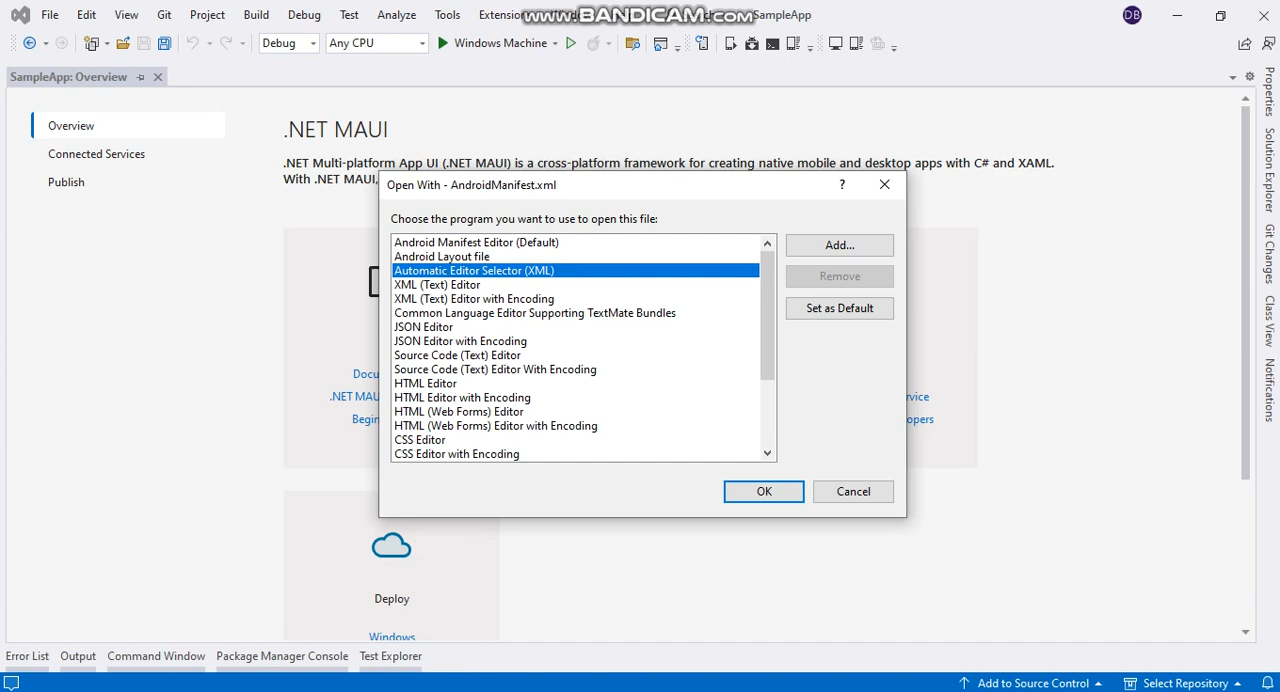 File Edit View Git Project Build Debug Test Analyze Tools Extension www.BANDICAM.com SampleApp DB
Debug Any CPU Windows Machine
SampleApp: Overview
Overview
Connected Services
Publish
.NET MAUI
.NET Multi-platform App UI (.NET MAUI) is a cross-platform framework for creating native mobile and desktop apps with C# and XAML.
With .NET MAUI,
Open With - AndroidManifest.xml
Choose the program you want to use to open this file:
Android Manifest Editor (Default)
Android Layout file
Automatic Editor Selector (XML)
XML (Text) Editor
XML (Text) Editor with Encoding
Common Language Editor Supporting TextMate Bundles
JSON Editor
JSON Editor with Encoding
Source Code (Text) Editor
Source Code (Text) Editor With Encoding
HTML Editor
HTML Editor with Encoding
HTML (Web Forms) Editor
HTML (Web Forms) Editor with Encoding
CSS Editor
CSS Editor with Encoding
Add...
Remove
Set as Default
OK Cancel
Docu
.NET MAU
Begin
rvice
opers
Deploy
Windows
Properties
Solution Explorer
Git Changes
Class View
Notifications
Error List Output Command Window Package Manager Console Test Explorer
Add to Source Control Select Repository